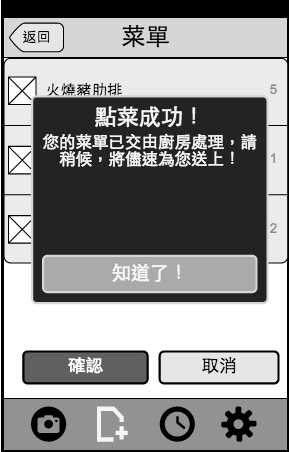 返回
菜單
火燒豬肋排
5
點菜成功！
您的菜單已交由廚房處理，請
稍候，將儘速為您送上！
1
2
知道了！
確認
取消